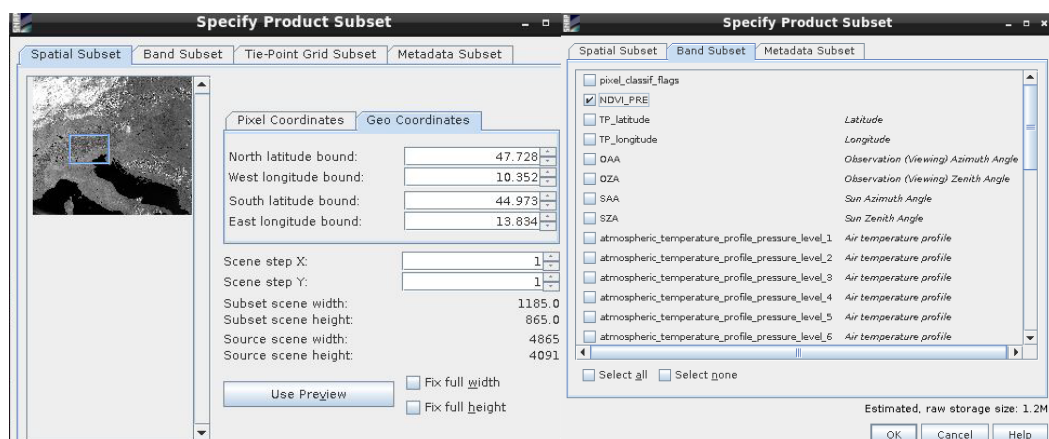 Specify Product Subset
Spatial Subset Band Subset Tie-Point Grid Subset Metadata Subset
Pixel Coordinates Geo Coordinates
North latitude bound: 47.728
West longitude bound: 10.352
South latitude bound: 44.973
East longitude bound: 13.834
Scene step X: 1
Scene step Y: 1
Subset scene width: 1185.0
Subset scene height: 865.0
Source scene width: 4865
Source scene height: 4091
Use Preview
Fix full width
Fix full height
Specify Product Subset
Spatial Subset Band Subset Metadata Subset
pixel_classif_flags
NDVI_PRE
TP_latitude Latitude
TP_longitude Longitude
OAA Observation (Viewing) Azimuth Angle
OZA Observation (Viewing) Zenith Angle
SAA Sun Azimuth Angle
SZA Sun Zenith Angle
atmospheric_temperature_profile_pressure_level_1 Air temperature profile
atmospheric_temperature_profile_pressure_level_2 Air temperature profile
atmospheric_temperature_profile_pressure_level_3 Air temperature profile
atmospheric_temperature_profile_pressure_level_4 Air temperature profile
atmospheric_temperature_profile_pressure_level_5 Air temperature profile
atmospheric_temperature_profile_pressure_level_6 Air temperature profile
Select all Select none
Estimated, raw storage size: 1.2M
OK Cancel Help